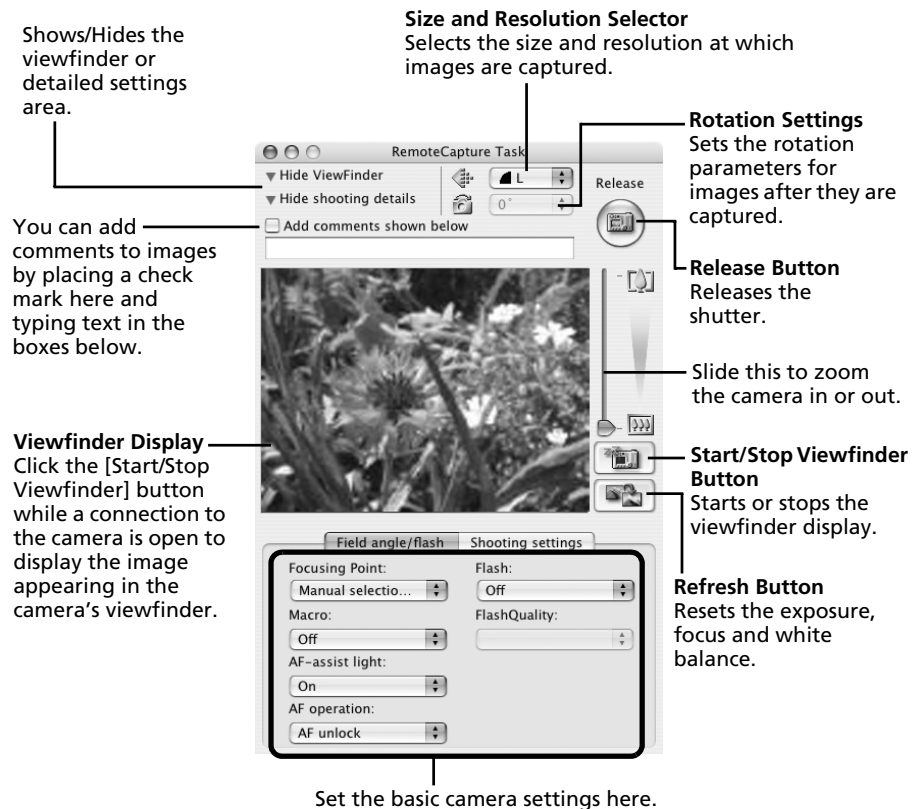 Size and Resolution Selector
Selects the size and resolution at which
images are captured.
Shows/Hides the
viewfinder or
detailed settings
area.
Rotation Settings
Sets the rotation
parameters for
images after they are
captured.
RemoteCapture Task
Hide ViewFinder
L
Release
Hide shooting details
0°
Add comments shown below
You can add
comments to images
by placing a check
mark here and
typing text in the
boxes below.
Release Button
Releases the
shutter.
Slide this to zoom
the camera in or out.
Viewfinder Display
Click the [Start/Stop
Viewfinder] button
while a connection to
the camera is open to
display the image
appearing in the
camera's viewfinder.
Start/Stop Viewfinder
Button
Starts or stops the
viewfinder display.
Refresh Button
Resets the exposure,
focus and white
balance.
Field angle/flash
Shooting settings
Focusing Point:
Manual selectio...
Macro:
Off
AF-assist light:
On
AF operation:
AF unlock
Flash:
Off
FlashQuality:
Set the basic camera settings here.